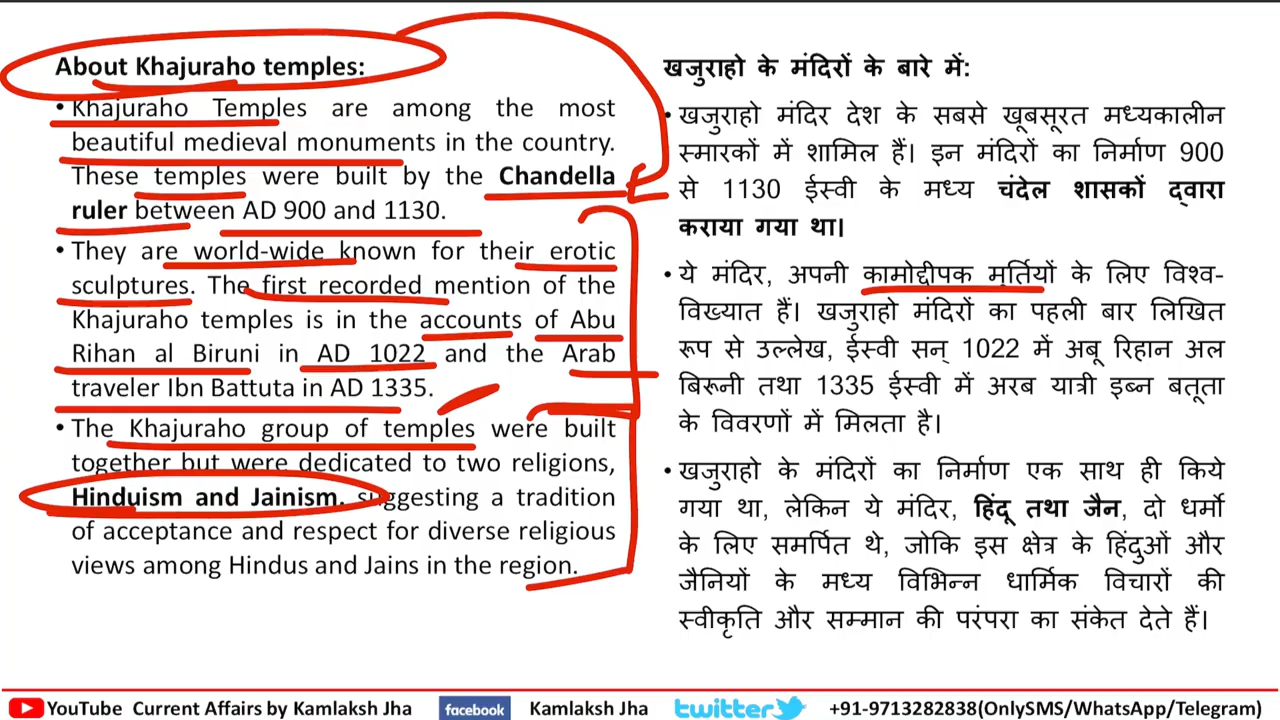 About Khajuraho temples:
• Khajuraho Temples are among the most
beautiful medieval monuments in the country.
These temples were built by the Chandella
ruler between AD 900 and 1130.
• They are world-wide known for their erotic
sculptures. The first recorded mention of the
Khajuraho temples is in the accounts of Abu
Rihan al Biruni in AD 1022 and the Arab
traveler Ibn Battuta in AD 1335.
• The Khajuraho group of temples were built
together but were dedicated to two religions,
Hinduism and Jainism, suggesting a tradition
of acceptance and respect for diverse religious
views among Hindus and Jains in the region.
खजुराहो के मंदिरों के बारे में:
• खजुराहो मंदिर देश के सबसे खूबसूरत मध्यकालीन
स्मारकों में शामिल हैं। इन मंदिरों का निर्माण 900
से 1130 ईस्वी के मध्य चंदेल शासकों द्वारा
कराया गया था।
• ये मंदिर, अपनी कामोद्दीपक मूर्तियों के लिए विश्व-
विख्यात हैं। खजुराहो मंदिरों का पहली बार लिखित
रूप से उल्लेख, ईस्वी सन् 1022 में अबू रिहान अल
बिरूनी तथा 1335 ईस्वी में अरब यात्री इब्न बतूता
के विवरणों में मिलता है।
• खजुराहो के मंदिरों का निर्माण एक साथ ही किये
गया था, लेकिन ये मंदिर, हिंदू तथा जैन, दो धर्मो
के लिए समर्पित थे, जोकि इस क्षेत्र के हिंदुओं और
जैनियों के मध्य विभिन्न धार्मिक विचारों की
स्वीकृति और सम्मान की परंपरा का संकेत देते हैं।
YouTube Current Affairs by Kamlaksh Jha facebook Kamlaksh Jha twitter +91-9713282838(OnlySMS/WhatsApp/Telegram)